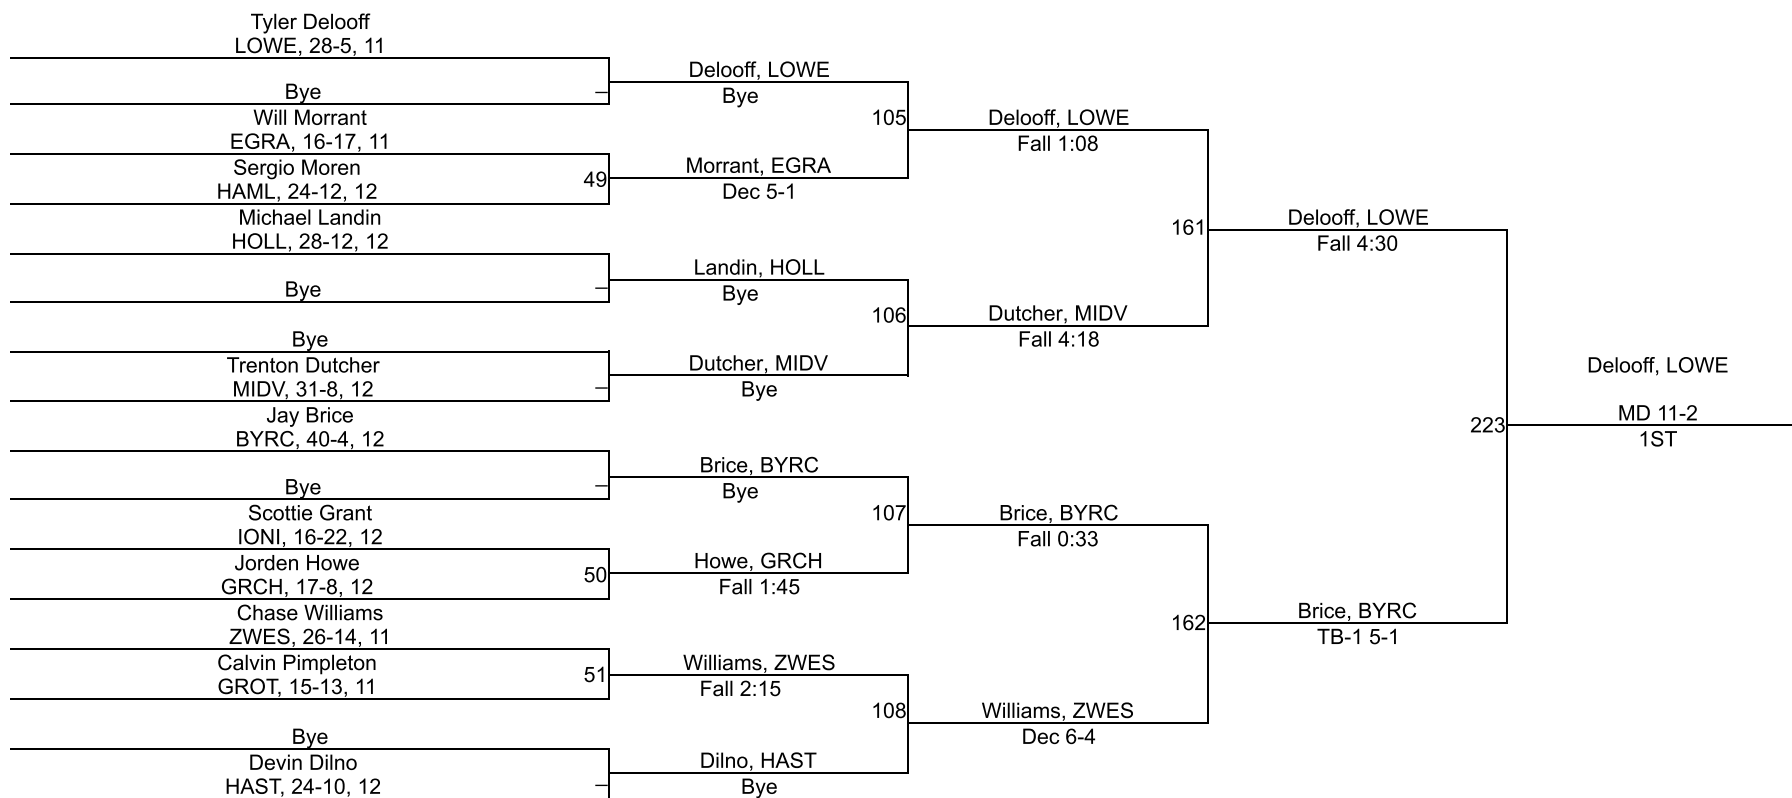 Tyler Delooff
LOWE, 28-5, 11
Bye
Will Morrant
EGRA, 16-17, 11
Sergio Moren
HAML, 24-12, 12
49
Michael Landin
HOLL, 28-12, 12
Bye
Bye
Trenton Dutcher
MIDV, 31-8, 12
Jay Brice
BYRC, 40-4, 12
Bye
Scottie Grant
IONI, 16-22, 12
Jorden Howe
GRCH, 17-8, 12
50
Chase Williams
ZWES, 26-14, 11
Calvin Pimpleton
GROT, 15-13, 11
51
Bye
Devin Dilno
HAST, 24-10, 12
Delooff, LOWE
Bye
105
Morrant, EGRA
Dec 5-1
Landin, HOLL
Bye
106
Dutcher, MIDV
Bye
Brice, BYRC
Bye
107
Howe, GRCH
Fall 1:45
Williams, ZWES
Fall 2:15
108
Dilno, HAST
Bye
Delooff, LOWE
Fall 1:08
161
Dutcher, MIDV
Fall 4:18
Brice, BYRC
Fall 0:33
162
Williams, ZWES
Dec 6-4
Delooff, LOWE
Fall 4:30
223
Brice, BYRC
TB-1 5-1
Delooff, LOWE
MD 11-2
1ST